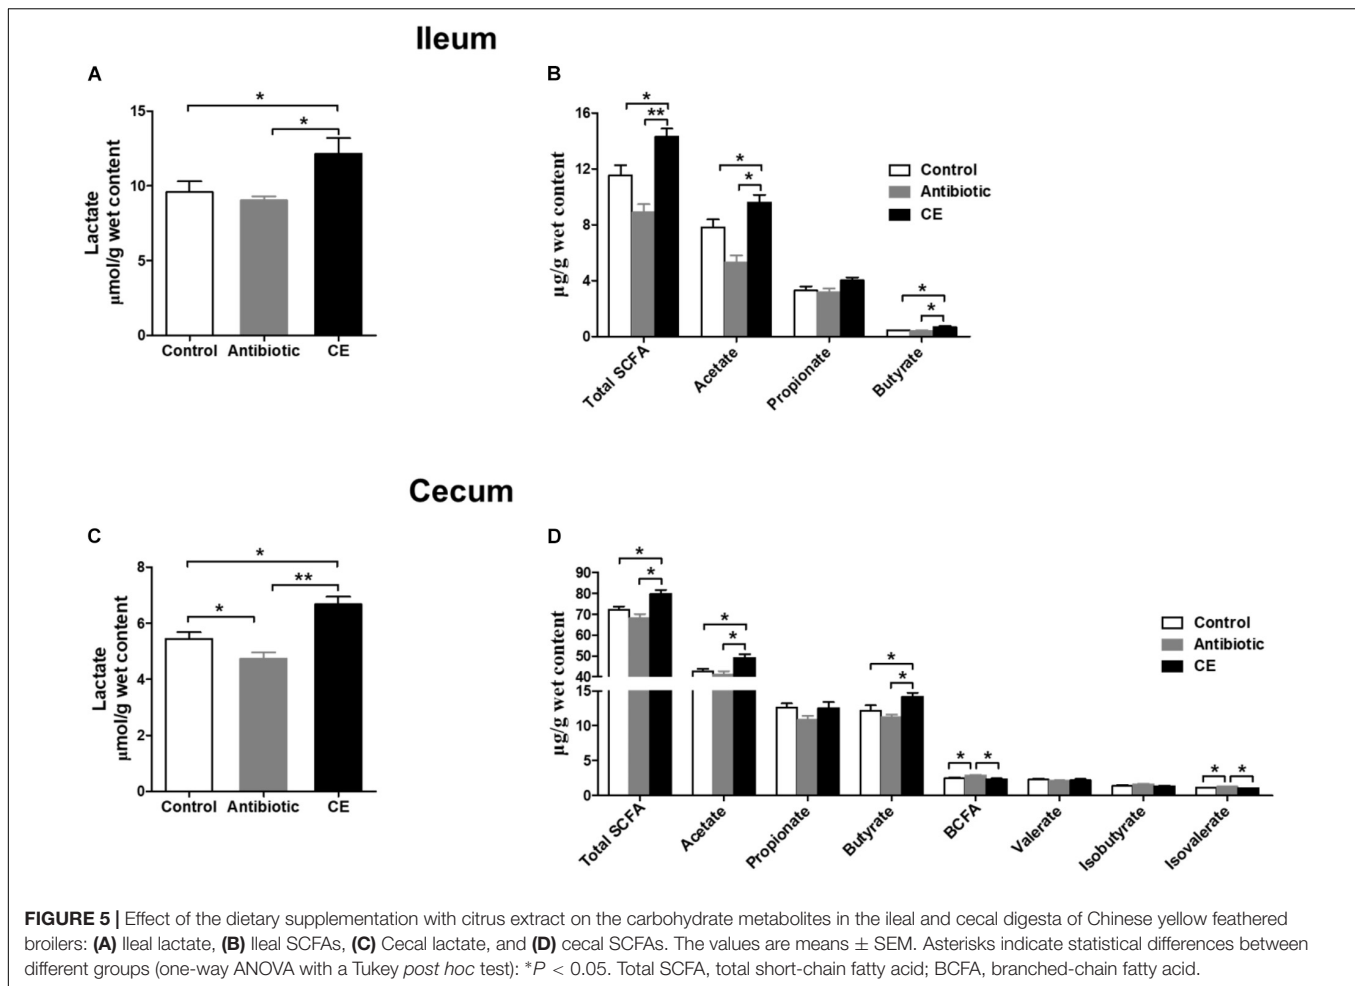 Ileum
A
Lactate
μmol/g wet content
15
10
5
0
*
*
Control Antibiotic CE
B
μg/g wet content
16
12
8
4
0
*
**
*
*
*
*
Total SCFA
Acetate
Propionate
Butyrate
Control
Antibiotic
CE
Cecum
C
Lactate
μmol/g wet content
8
6
4
2
0
*
**
*
Control Antibiotic CE
D
μg/g wet content
90
80
70
60
50
40
15
10
5
0
*
*
*
*
*
*
* *
* *
Total SCFA
Acetate
Propionate
Butyrate
BCFA
Valerate
Isobutyrate
Isovalerate
Control
Antibiotic
CE
FIGURE 5 | Effect of the dietary supplementation with citrus extract on the carbohydrate metabolites in the ileal and cecal digesta of Chinese yellow feathered
broilers: (A) Ileal lactate, (B) Ileal SCFAs, (C) Cecal lactate, and (D) cecal SCFAs. The values are means ± SEM. Asterisks indicate statistical differences between
different groups (one-way ANOVA with a Tukey post hoc test): *P < 0.05. Total SCFA, total short-chain fatty acid; BCFA, branched-chain fatty acid.